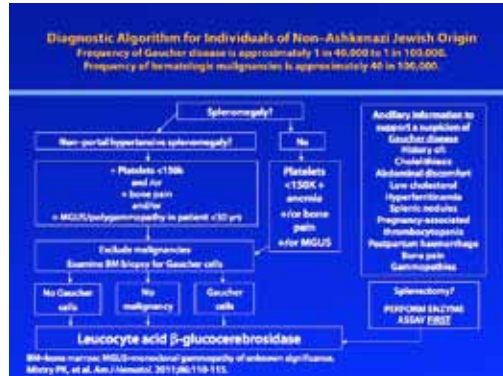 Diagnostic Algorithm for Individuals of Non–Ashkenazi Jewish Origin
Frequency of Gaucher disease is approximately 1 in 40,000 to 1 in 100,000.
Frequency of hematologic malignancies is approximately 40 in 100,000.
Splenomegaly?
Non-portal hypertensive splenomegaly?
No
+ Platelets <150k
and /or
+ bone pain
and/or
+ MGUS/polygammopathy in patient <30 yrs
Platelets
<150K +
anemia
+/or bone
pain
+/or MGUS
Exclude malignancies
Examine BM biopsy for Gaucher cells
No Gaucher
cells
No
malignancy
Gaucher
cells
Leucocyte acid β-glucocerebrosidase
Ancillary information to
support a suspicion of
Gaucher disease
History of:
Cholelithiasis
Abdominal discomfort
Low cholesterol
Hyperferritinemia
Splenic nodules
Pregnancy-associated
thrombocytopenia
Postpartum haemorrhage
Bone pain
Gammopathies
Splenectomy?
PERFORM ENZYME
ASSAY FIRST
BM=bone marrow; MGUS=monoclonal gammopathy of unknown significance.
Mistry PK, et al. Am J Hematol. 2011;86:110-115.